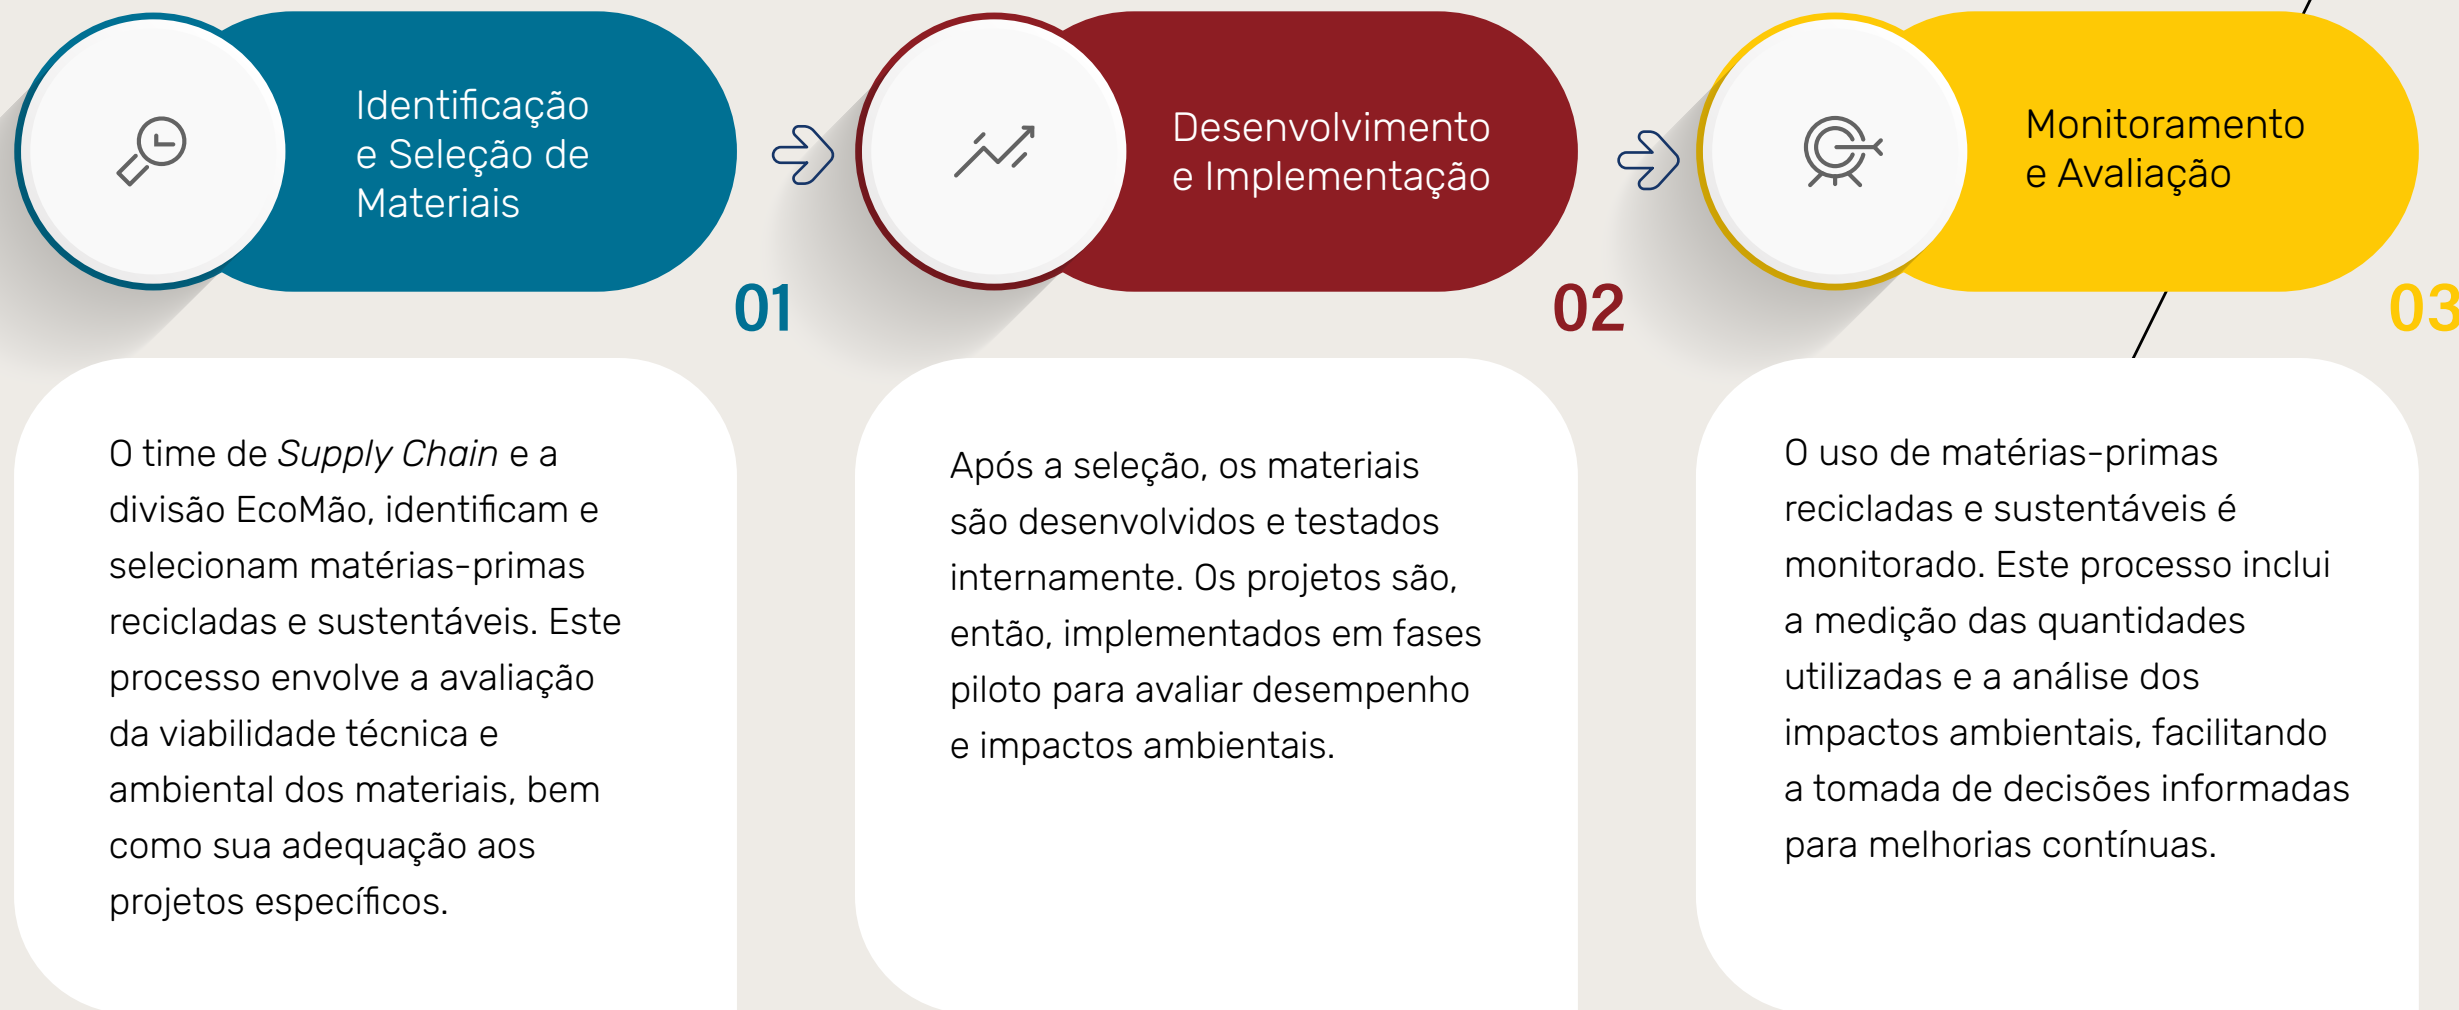 Identificação
e Seleção de
Materiais
01
O time de Supply Chain e a
divisão EcoMão, identificam e
selecionam matérias-primas
recicladas e sustentáveis. Este
processo envolve a avaliação
da viabilidade técnica e
ambiental dos materiais, bem
como sua adequação aos
projetos específicos.
Desenvolvimento
e Implementação
02
Após a seleção, os materiais
são desenvolvidos e testados
internamente. Os projetos são,
então, implementados em fases
piloto para avaliar desempenho
e impactos ambientais.
Monitoramento
e Avaliação
03
O uso de matérias-primas
recicladas e sustentáveis é
monitorado. Este processo inclui
a medição das quantidades
utilizadas e a análise dos
impactos ambientais, facilitando
a tomada de decisões informadas
para melhorias contínuas.